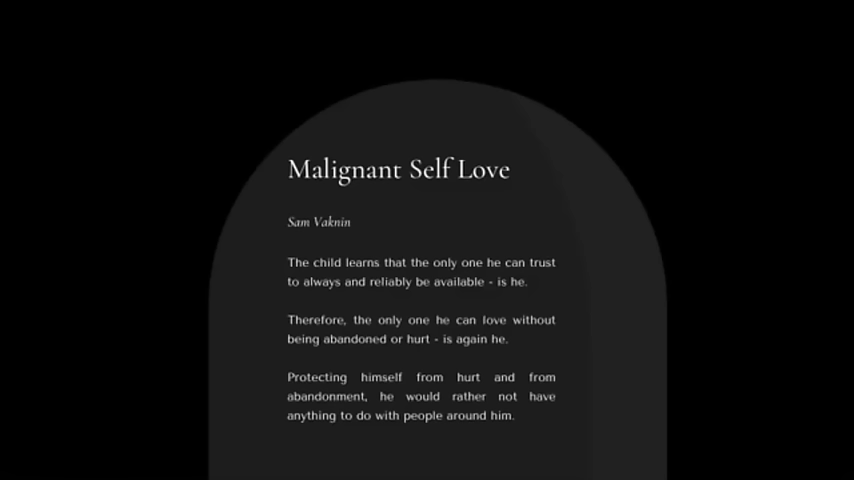 Malignant Self Love
Sam Vaknin
The child learns that the only one he can trust
to always and reliably be available - is he.
Therefore, the only one he can love without
being abandoned or hurt - is again he.
Protecting himself from hurt and from
abandonment, he would rather not have
anything to do with people around him.